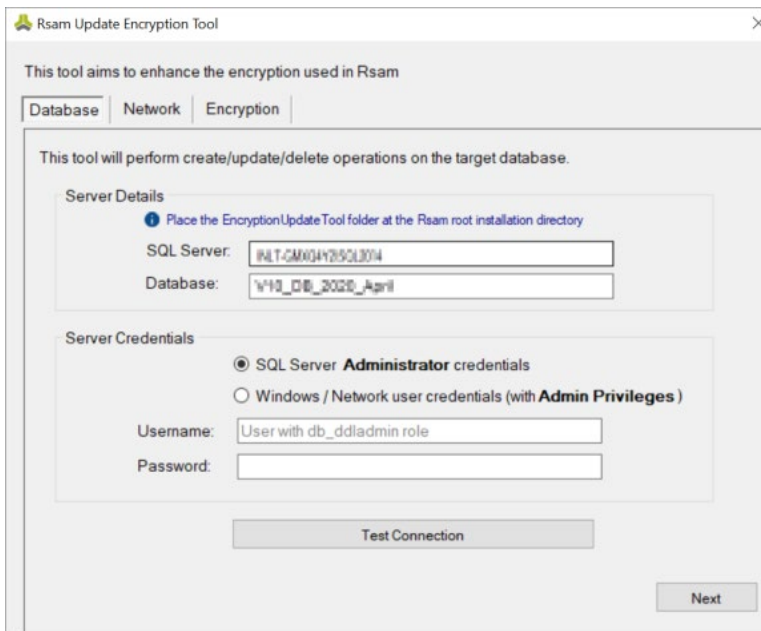 Rsam Update Encryption Tool
This tool aims to enhance the encryption used in Rsam
Database Network Encryption
This tool will perform create/update/delete operations on the target database.
Server Details
Place the EncryptionUpdateTool folder at the Rsam root installation directory
SQL Server:
Database: V10_DB_2020_April
Server Credentials
SQL Server Administrator credentials
Windows / Network user credentials (with Admin Privileges )
Username: User with db_ddladmin role
Password:
Test Connection
Next